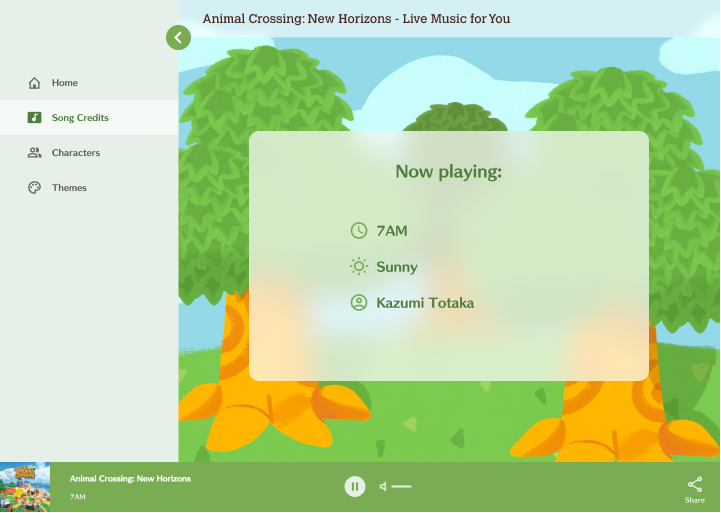 Animal Crossing: New Horizons - Live Music for You
Home
Song Credits
Characters
Themes
Now playing:
7AM
Sunny
Kazumi Totaka
Animal Crossing: New Horizons
7AM
Share